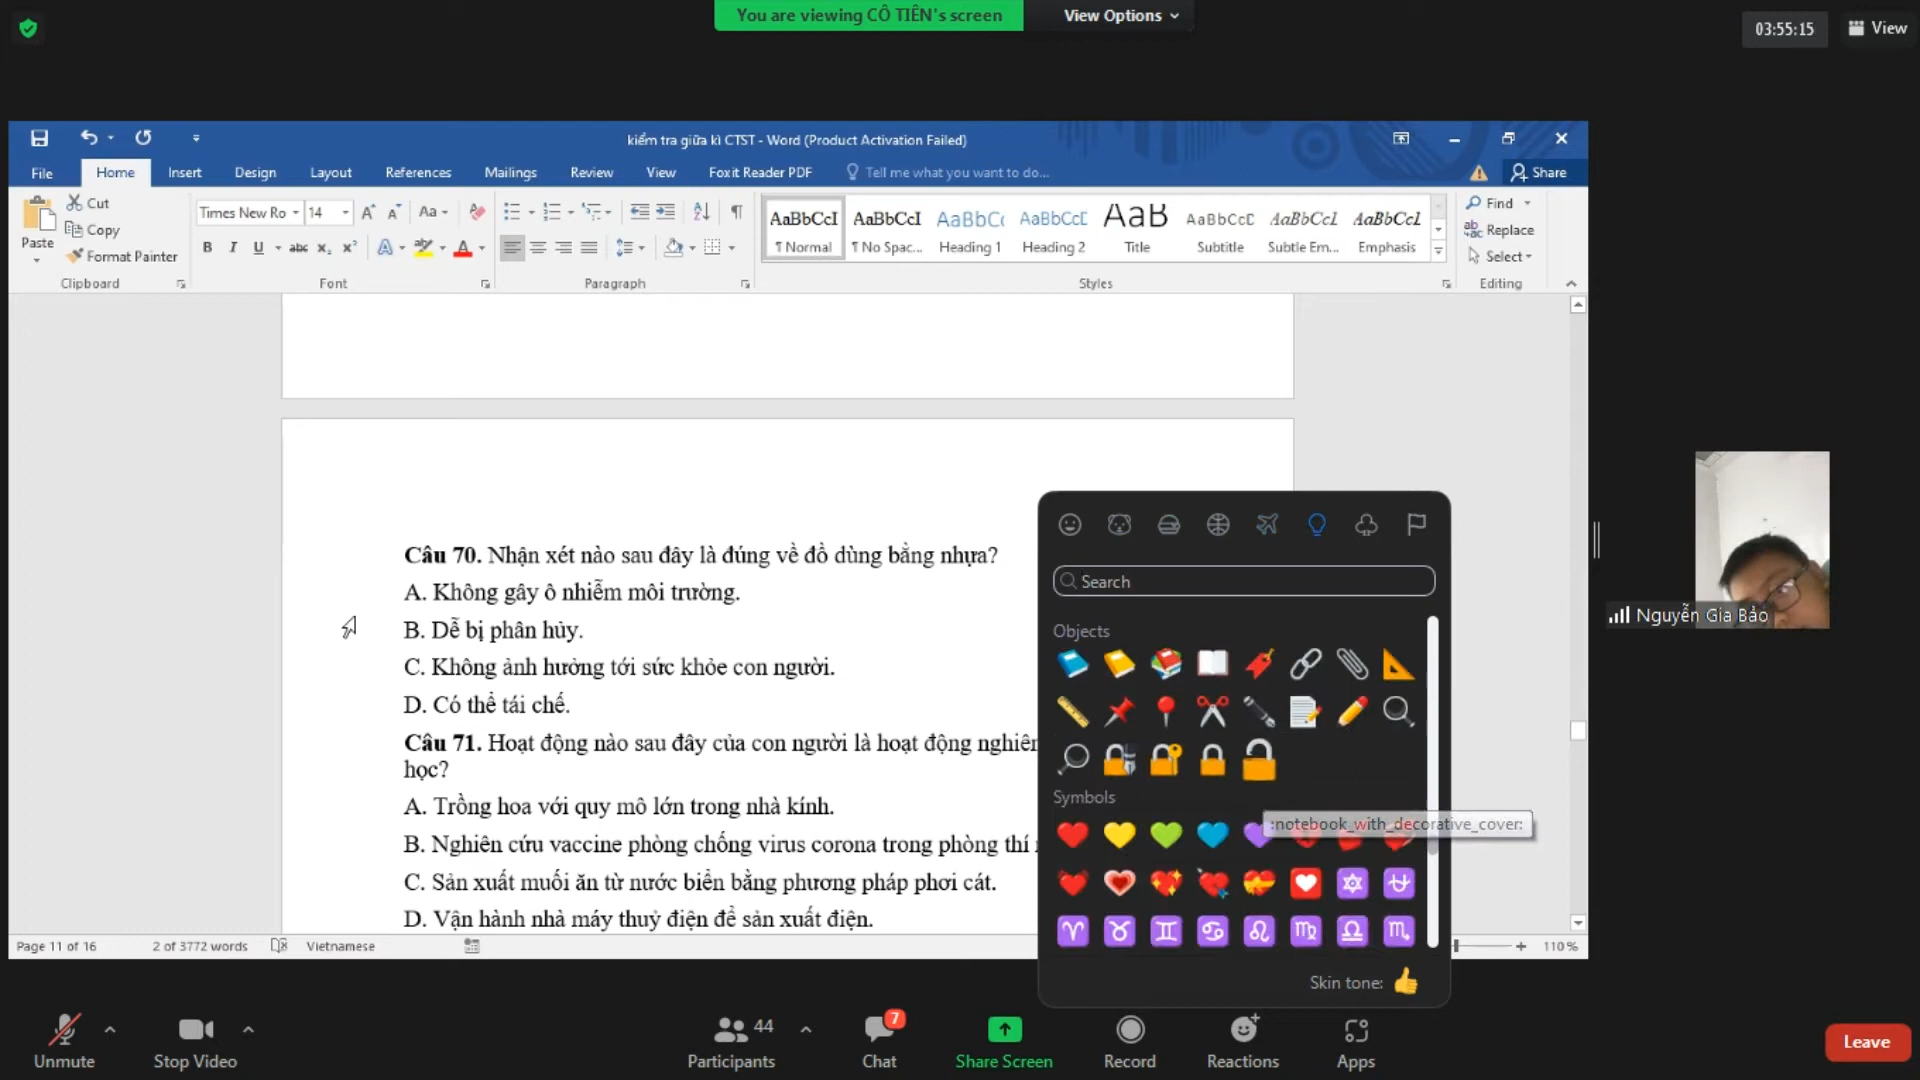 You are viewing CÔ TIÊN's screen
View Options
03:55:15
View
kiểm tra giữa kì CTST - Word (Product Activation Failed)
File
Home
Insert
Design
Layout
References
Mailings
Review
View
Foxit Reader PDF
Tell me what you want to do...
Share
Paste
Cut
Copy
Format Painter
Clipboard
Times New Ro
14
Font
Paragraph
AaBbCcI
¶ Normal
AaBbCcI
¶ No Spac...
AaBbC
Heading 1
AaBbCcE
Heading 2
AaB
Title
AaBbCcD
Subtitle
AaBbCcI
Subtle Em...
AaBbCcI
Emphasis
Styles
Find
Replace
Select
Editing
Câu 70. Nhận xét nào sau đây là đúng về đồ dùng bằng nhựa?
A. Không gây ô nhiễm môi trường.
B. Dễ bị phân hủy.
C. Không ảnh hưởng tới sức khỏe con người.
D. Có thể tái chế.
Câu 71. Hoạt động nào sau đây của con người là hoạt động nghiên
học?
A. Trồng hoa với quy mô lớn trong nhà kính.
B. Nghiên cứu vaccine phòng chống virus corona trong phòng thí
C. Sản xuất muối ăn từ nước biển bằng phương pháp phơi cát.
D. Vận hành nhà máy thuỷ điện để sản xuất điện.
Search
Objects
Symbols
:notebook_with_decorative_cover:
Skin tone:
Nguyễn Gia Bảo
Page 11 of 16
2 of 3772 words
Vietnamese
110%
Unmute
Stop Video
44
Participants
7
Chat
Share Screen
Record
Reactions
Apps
Leave